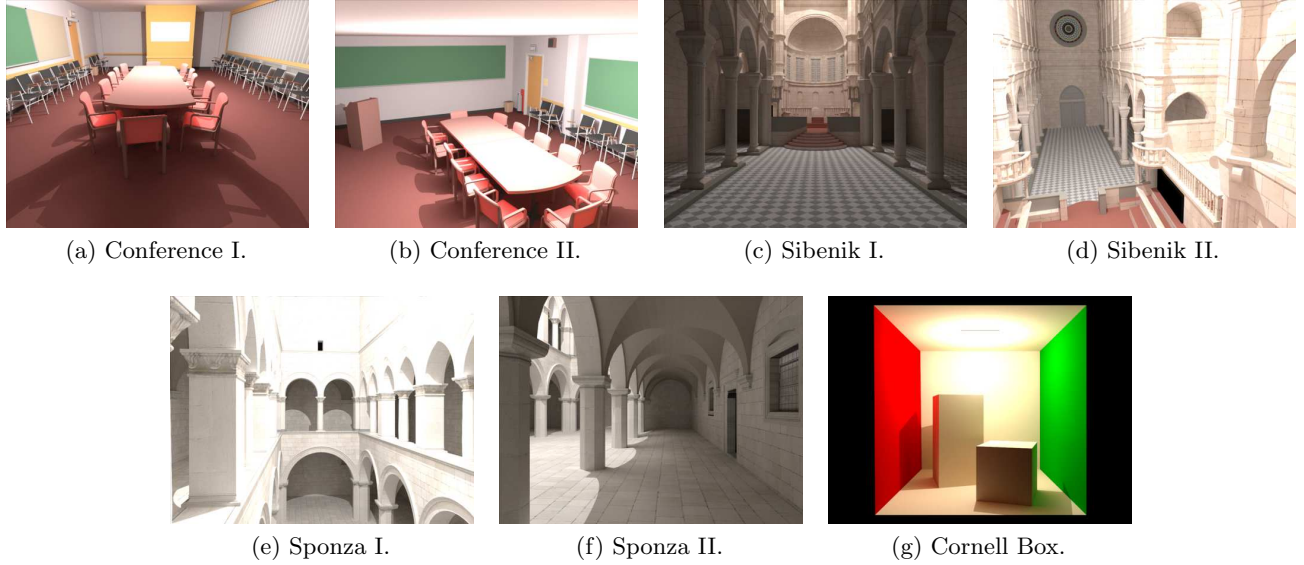 (a) Conference I.
(b) Conference II.
(c) Sibenik I.
(d) Sibenik II.
(e) Sponza I.
(f) Sponza II.
(g) Cornell Box.